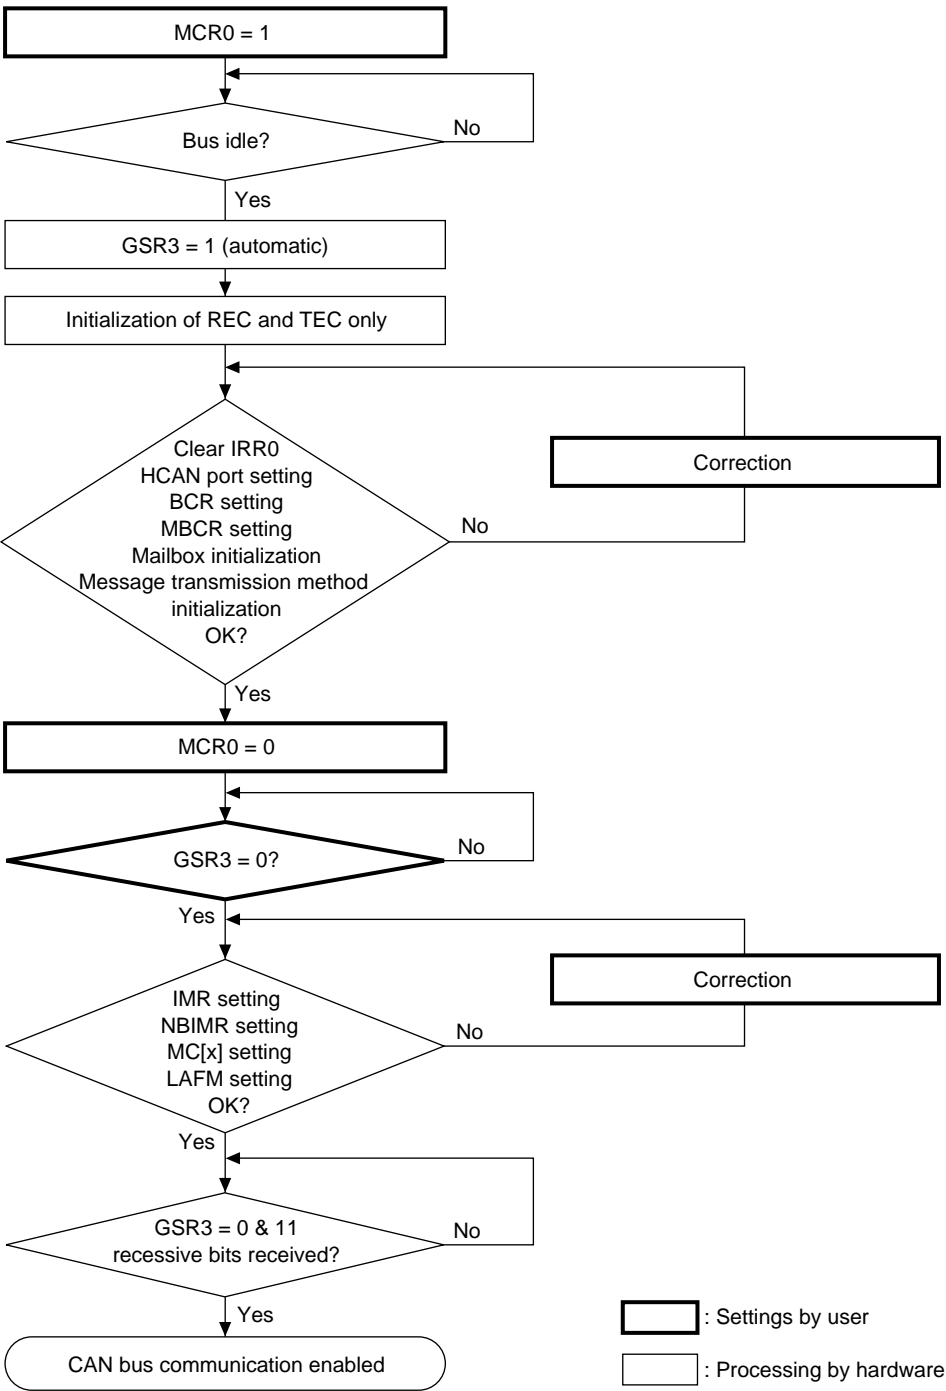 MCR0 = 1
Bus idle?
No
Yes
GSR3 = 1 (automatic)
Initialization of REC and TEC only
Clear IRR0
HCAN port setting
BCR setting
MBCR setting
Mailbox initialization
Message transmission method
initialization
OK?
No
Correction
Yes
MCR0 = 0
GSR3 = 0?
No
Yes
IMR setting
NBIMR setting
MC[x] setting
LAFM setting
OK?
No
Correction
Yes
GSR3 = 0 & 11
recessive bits received?
No
Yes
CAN bus communication enabled
: Settings by user
: Processing by hardware